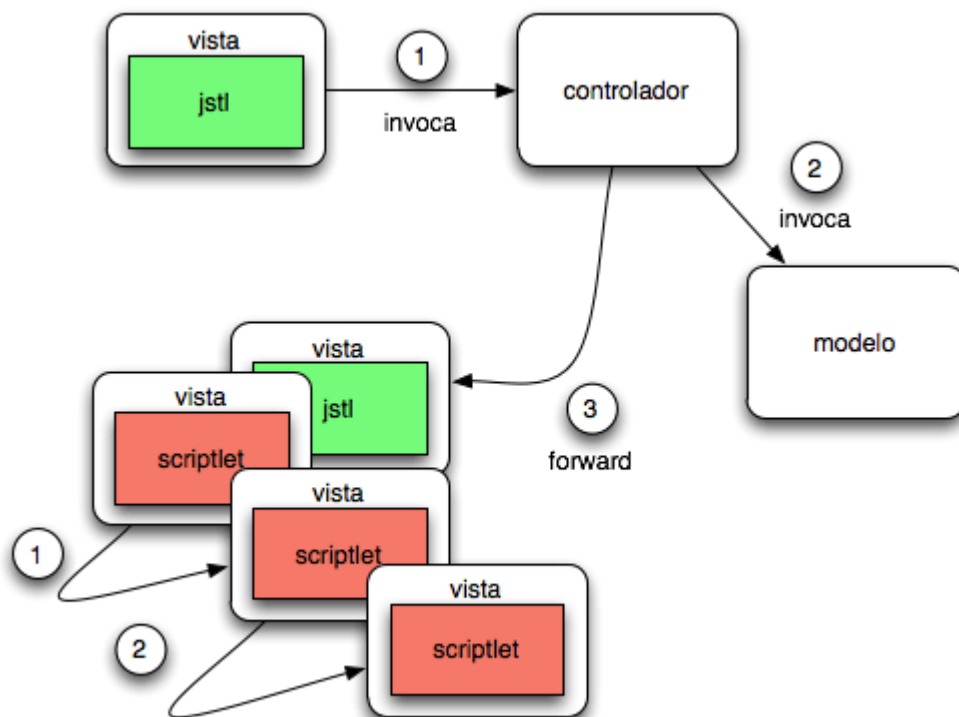 vista
jstl
1
invoca
controlador
2
invoca
modelo
vista
jstl
3
forward
vista
scriptlet
vista
scriptlet
1
vista
scriptlet
2